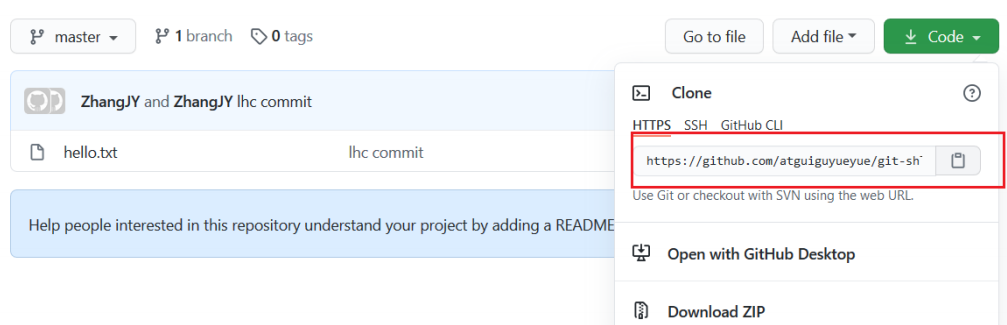 master 1 branch 0 tags Go to file Add file Code
ZhangJY and ZhangJY lhc commit
hello.txt lhc commit
Help people interested in this repository understand your project by adding a README
Clone
HTTPS SSH GitHub CLI
https://github.com/atguiguyueyue/git-sh
Use Git or checkout with SVN using the web URL.
Open with GitHub Desktop
Download ZIP